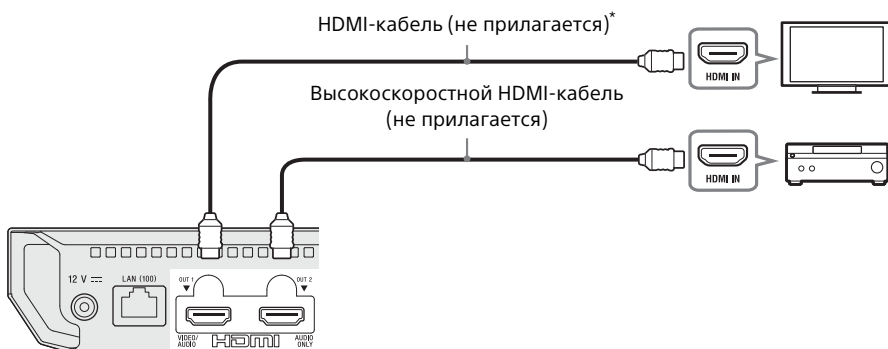 HDMI-кабель (не прилагается)*
HDMI IN
Высокоскоростной HDMI-кабель
(не прилагается)
HDMI IN
12 V
LAN (100)
OUT 1
OUT 2
VIDEO/
AUDIO
HDMI
AUDIO
ONLY